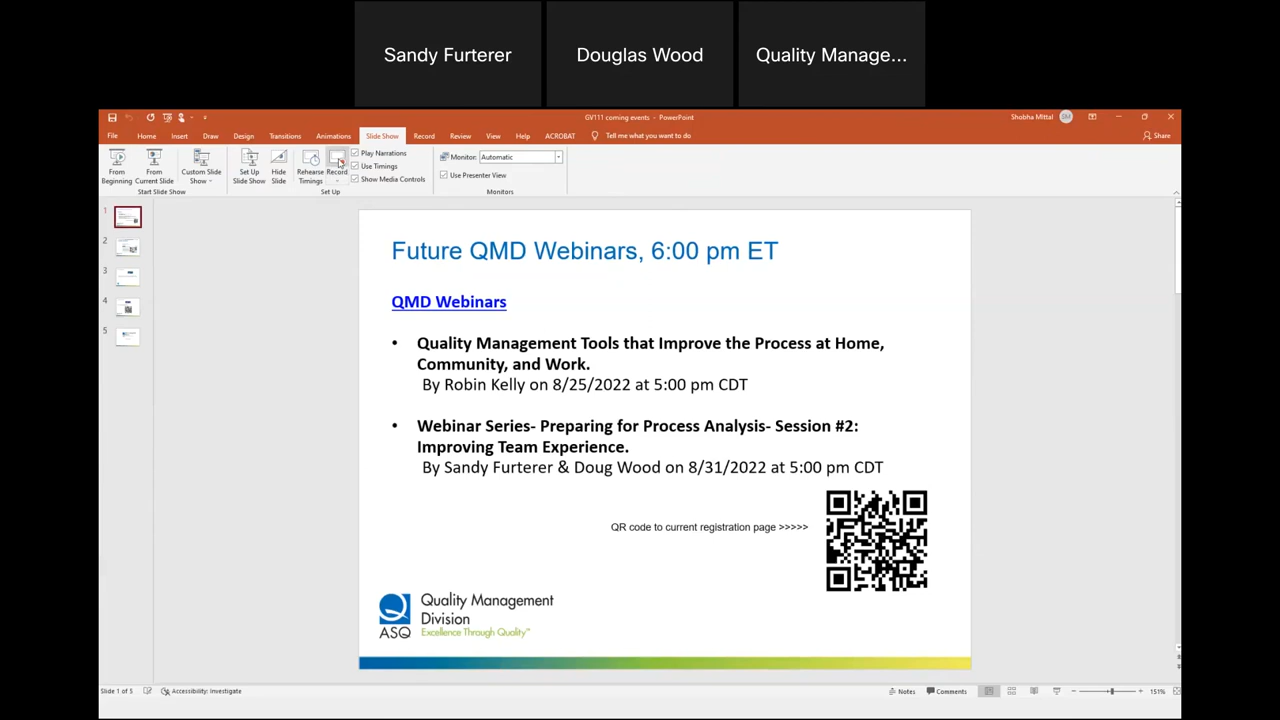 Sandy Furterer
Douglas Wood
Quality Manage...
GV111 coming events - PowerPoint
Shobha Mittal
SM
File Home Insert Draw Design Transitions Animations Slide Show Record Review View Help ACROBAT Tell me what you want to do Share
From Beginning
From Current Slide
Custom Slide Show
Set Up Slide Show
Hide Slide
Rehearse Timings
Record
Play Narrations
Use Timings
Show Media Controls
Monitor: Automatic
Use Presenter View
Start Slide Show
Set Up
Monitors
1
2
3
4
5
Future QMD Webinars, 6:00 pm ET
QMD Webinars
• Quality Management Tools that Improve the Process at Home,
Community, and Work.
By Robin Kelly on 8/25/2022 at 5:00 pm CDT
• Webinar Series- Preparing for Process Analysis- Session #2:
Improving Team Experience.
By Sandy Furterer & Doug Wood on 8/31/2022 at 5:00 pm CDT
QR code to current registration page >>>>>
Quality Management
Division
Excellence Through Quality™
ASQ
Slide 1 of 5
Accessibility: Investigate
Notes
Comments
151%